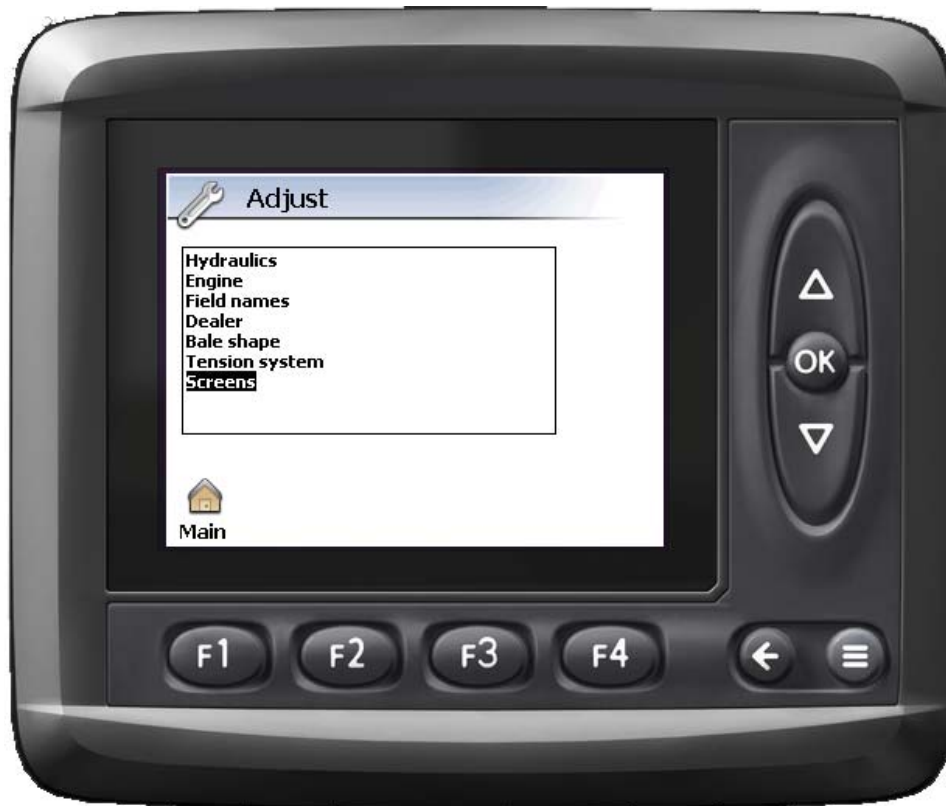 Adjust
Hydraulics
Engine
Field names
Dealer
Bale shape
Tension system
Screens
Main
OK
F1 F2 F3 F4